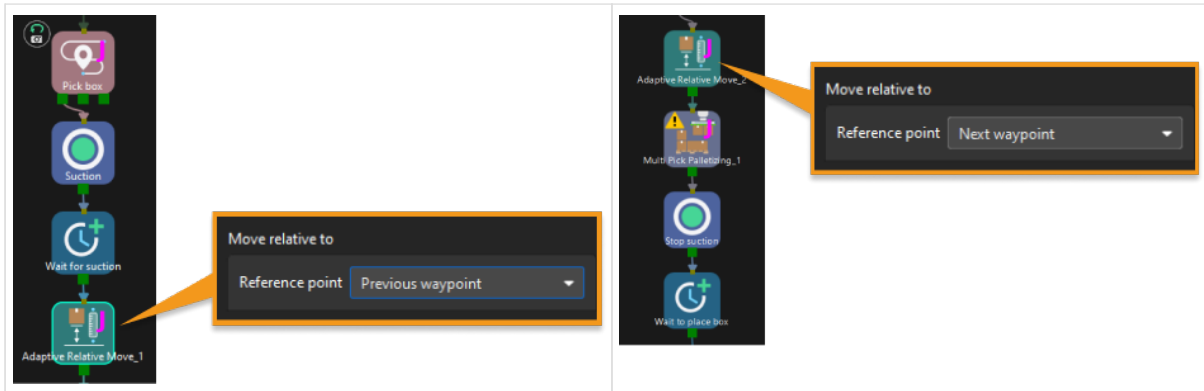 Pick box
Suction
Wait for suction
Adaptive Relative Move_1
Move relative to
Reference point Previous waypoint
Adaptive Relative Move_2
Multi Pick Palletizing_1
Stop suction
Wait to place box
Move relative to
Reference point Next waypoint